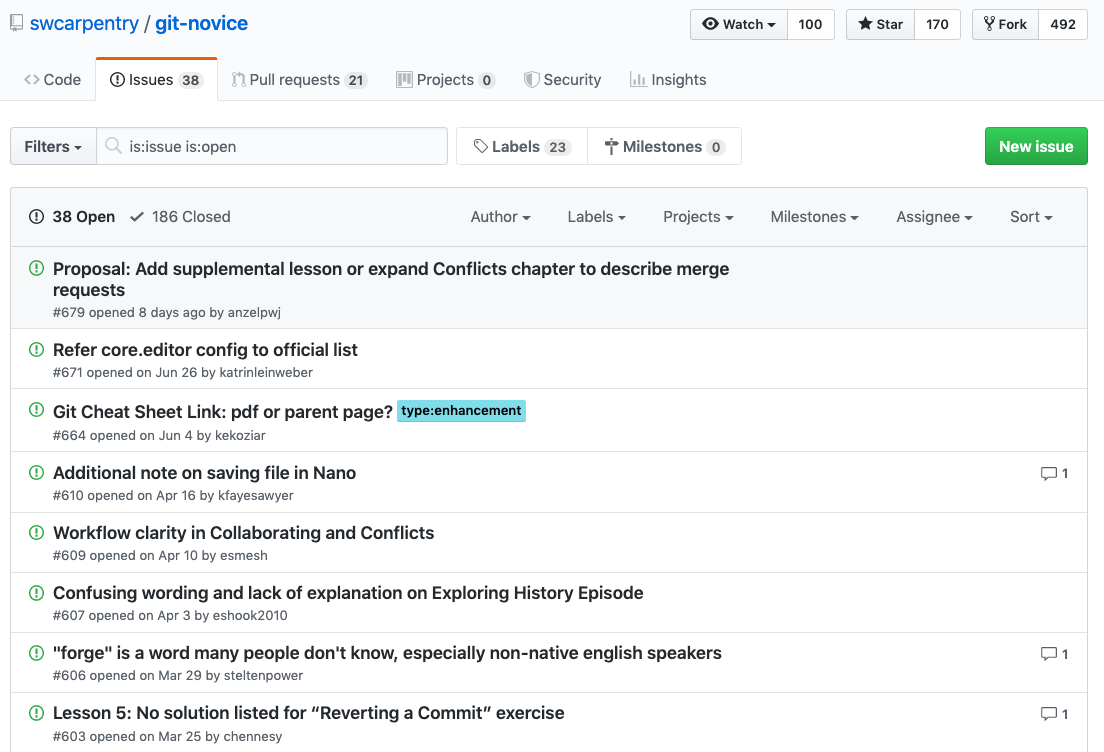 swcarpentry / git-novice Watch 100 Star 170 Fork 492
Code Issues 38 Pull requests 21 Projects 0 Security Insights
Filters is:issue is:open Labels 23 Milestones 0 New issue
38 Open 186 Closed Author Labels Projects Milestones Assignee Sort
Proposal: Add supplemental lesson or expand Conflicts chapter to describe merge
requests
#679 opened 8 days ago by anzelpwj
Refer core.editor config to official list
#671 opened on Jun 26 by katrinleinweber
Git Cheat Sheet Link: pdf or parent page? type:enhancement
#664 opened on Jun 4 by kekoziar
Additional note on saving file in Nano 1
#610 opened on Apr 16 by kfayesawyer
Workflow clarity in Collaborating and Conflicts
#609 opened on Apr 10 by esmesh
Confusing wording and lack of explanation on Exploring History Episode
#607 opened on Apr 3 by eshook2010
"forge" is a word many people don't know, especially non-native english speakers 1
#606 opened on Mar 29 by steltenpower
Lesson 5: No solution listed for “Reverting a Commit” exercise 1
#603 opened on Mar 25 by chennesy